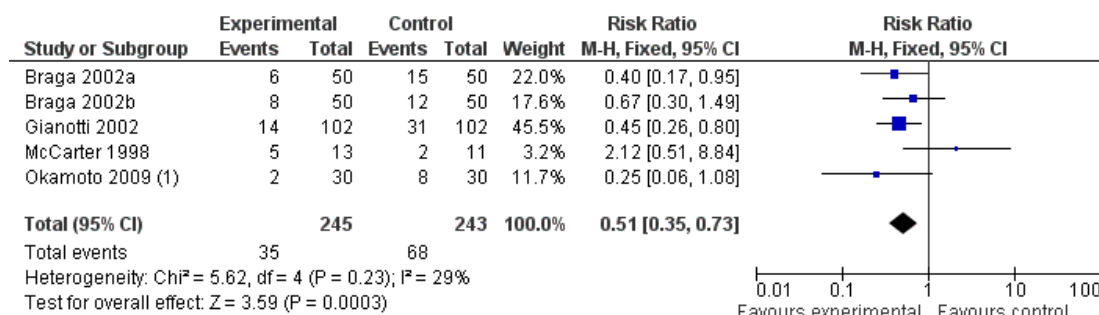 Experimental Control Risk Ratio Risk Ratio
Study or Subgroup Events Total Events Total Weight M-H, Fixed, 95% CI M-H, Fixed, 95% CI
Braga 2002a 6 50 15 50 22.0% 0.40 [0.17, 0.95]
Braga 2002b 8 50 12 50 17.6% 0.67 [0.30, 1.49]
Gianotti 2002 14 102 31 102 45.5% 0.45 [0.26, 0.80]
McCarter 1998 5 13 2 11 3.2% 2.12 [0.51, 8.84]
Okamoto 2009 (1) 2 30 8 30 11.7% 0.25 [0.06, 1.08]
Total (95% CI) 245 243 100.0% 0.51 [0.35, 0.73]
Total events 35 68
Heterogeneity: Chi² = 5.62, df = 4 (P = 0.23); I² = 29%
Test for overall effect: Z = 3.59 (P = 0.0003)
0.01 0.1 1 10 100
Favours experimental Favours control